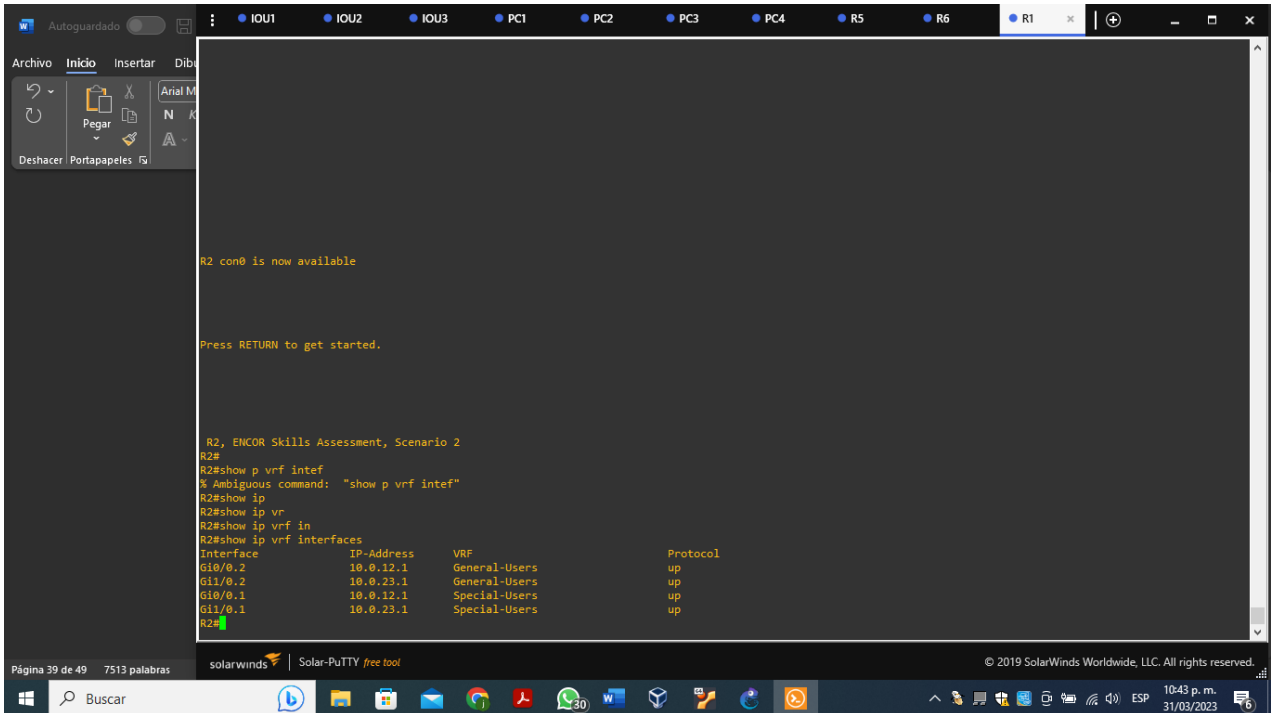 Autoguardado
IOU1 IOU2 IOU3 PC1 PC2 PC3 PC4 R5 R6 R1
Archivo Inicio Insertar Dibu
Arial M
Pegar
N K
A
Deshacer Portapapeles
R2 con0 is now available
Press RETURN to get started.
R2, ENCOR Skills Assessment, Scenario 2
R2#
R2#show p vrf intef
% Ambiguous command:  "show p vrf intef"
R2#show ip
R2#show ip vr
R2#show ip vrf in
R2#show ip vrf interfaces
Interface IP-Address VRF Protocol
Gi0/0.2 10.0.12.1 General-Users up
Gi1/0.2 10.0.23.1 General-Users up
Gi0/0.1 10.0.12.1 Special-Users up
Gi1/0.1 10.0.23.1 Special-Users up
R2#
Página 39 de 49 7513 palabras
solarwinds Solar-PuTTY free tool © 2019 SolarWinds Worldwide, LLC. All rights reserved.
Buscar
30
ESP
10:43 p. m.
31/03/2023
6